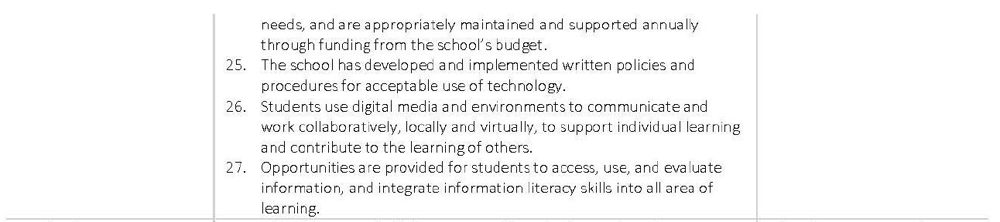 needs, and are appropriately maintained and supported annually
through funding from the school's budget.
25. The school has developed and implemented written policies and
procedures for acceptable use of technology.
26. Students use digital media and environments to communicate and
work collaboratively, locally and virtually, to support individual learning
and contribute to the learning of others.
27. Opportunities are provided for students to access, use, and evaluate
information, and integrate information literacy skills into all area of
learning.